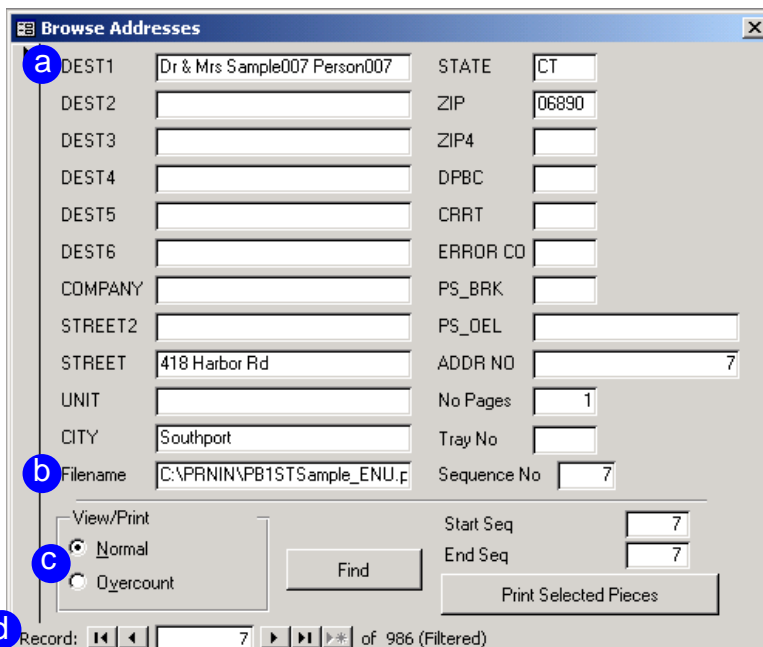 Browse Addresses
a DEST1 Dr & Mrs Sample007 Person007 STATE CT
DEST2 ZIP 06890
DEST3 ZIP4
DEST4 DPBC
DEST5 CRRT
DEST6 ERROR CO
COMPANY PS_BRK
STREET2 PS_OEL
STREET 418 Harbor Rd ADDR NO 7
UNIT No Pages 1
CITY Southport Tray No
b Filename C:\PRNIN\PB1STSample_ENU.p Sequence No 7
View/Print Start Seq 7
c Normal End Seq 7
Overcount Find Print Selected Pieces
d Record: 7 of 986 (Filtered)